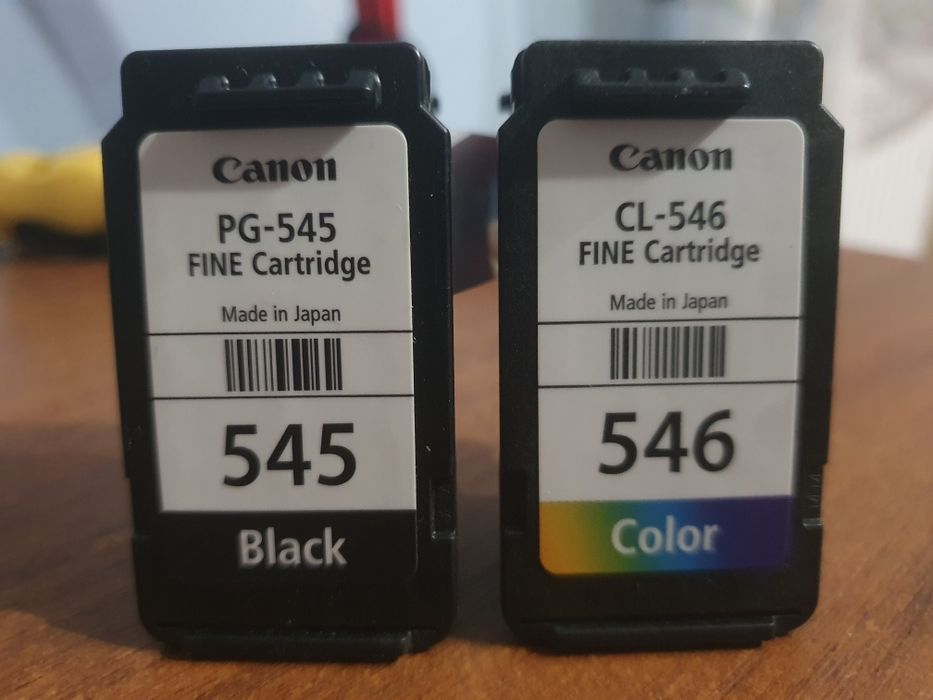 Canon
PG-545
FINE Cartridge
Made in Japan
545
Black
Canon
CL-546
FINE Cartridge
Made in Japan
546
Color